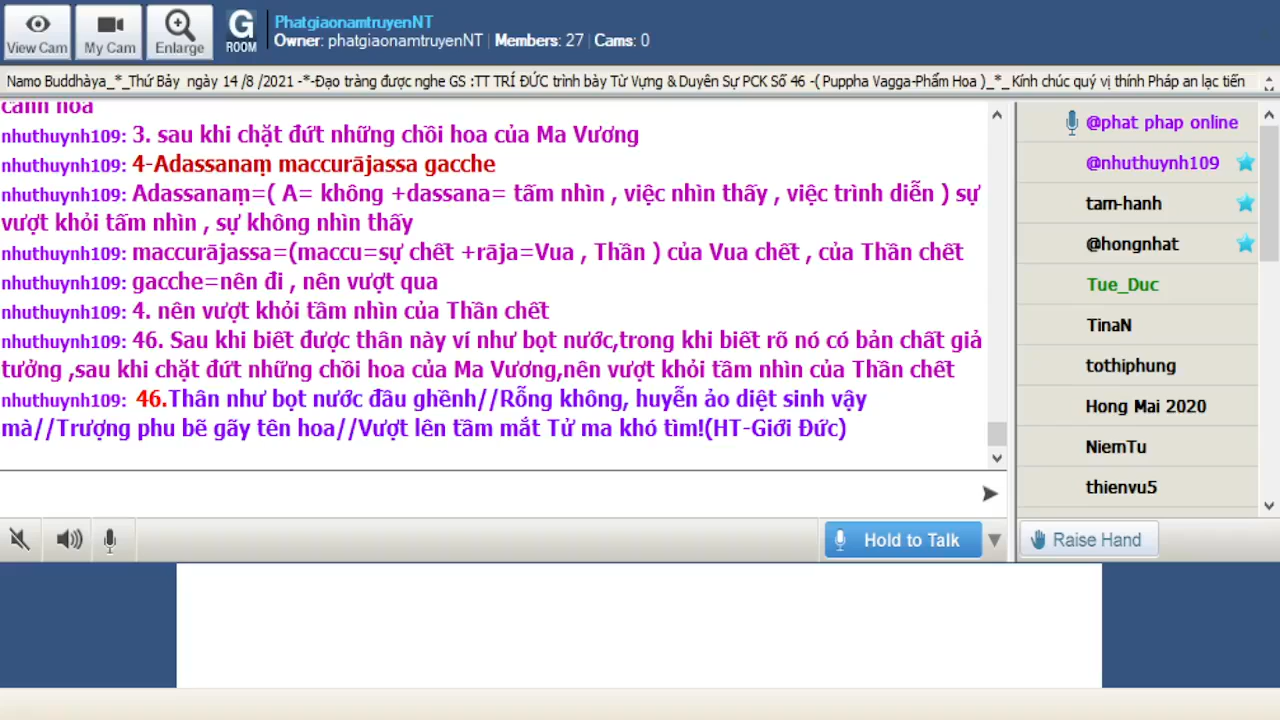 View Cam
My Cam
Enlarge
G
ROOM
PhatgiaonamtruyenNT
Owner: phatgiaonamtruyenNT | Members: 27 | Cams: 0
Namo Buddhàya_*_Thứ Bảy ngày 14 /8 /2021 -*-Đạo tràng được nghe GS :TT TRÍ ĐỨC trình bày Từ Vựng & Duyên Sự PCK Số 46 -( Puppha Vagga-Phẩm Hoa )_*_ Kính chúc quý vị thính Pháp an lạc tiến
cành hoa
nhuthuynh109: 3. sau khi chặt đứt những chồi hoa của Ma Vương
nhuthuynh109: 4-Adassanaṃ maccurājassa gacche
nhuthuynh109: Adassanaṃ=( A= không +dassana= tấm nhìn , việc nhìn thấy , việc trình diễn ) sự
vượt khỏi tấm nhìn , sự không nhìn thấy
nhuthuynh109: maccurājassa=(maccu=sự chết +rāja=Vua , Thần ) của Vua chết , của Thần chết
nhuthuynh109: gacche=nên đi , nên vượt qua
nhuthuynh109: 4. nên vượt khỏi tầm nhìn của Thần chết
nhuthuynh109: 46. Sau khi biết được thân này ví như bọt nước,trong khi biết rõ nó có bản chất giả
tưởng ,sau khi chặt đứt những chồi hoa của Ma Vương,nên vượt khỏi tầm nhìn của Thần chết
nhuthuynh109: 46.Thân như bọt nước đầu ghềnh//Rỗng không, huyễn ảo diệt sinh vậy
mà//Trượng phu bẽ gãy tên hoa//Vượt lên tầm mắt Tử ma khó tìm!(HT-Giới Đức)
@phat phap online
@nhuthuynh109
tam-hanh
@hongnhat
Tue_Duc
TinaN
tothiphung
Hong Mai 2020
NiemTu
thienvu5
Hold to Talk
Raise Hand